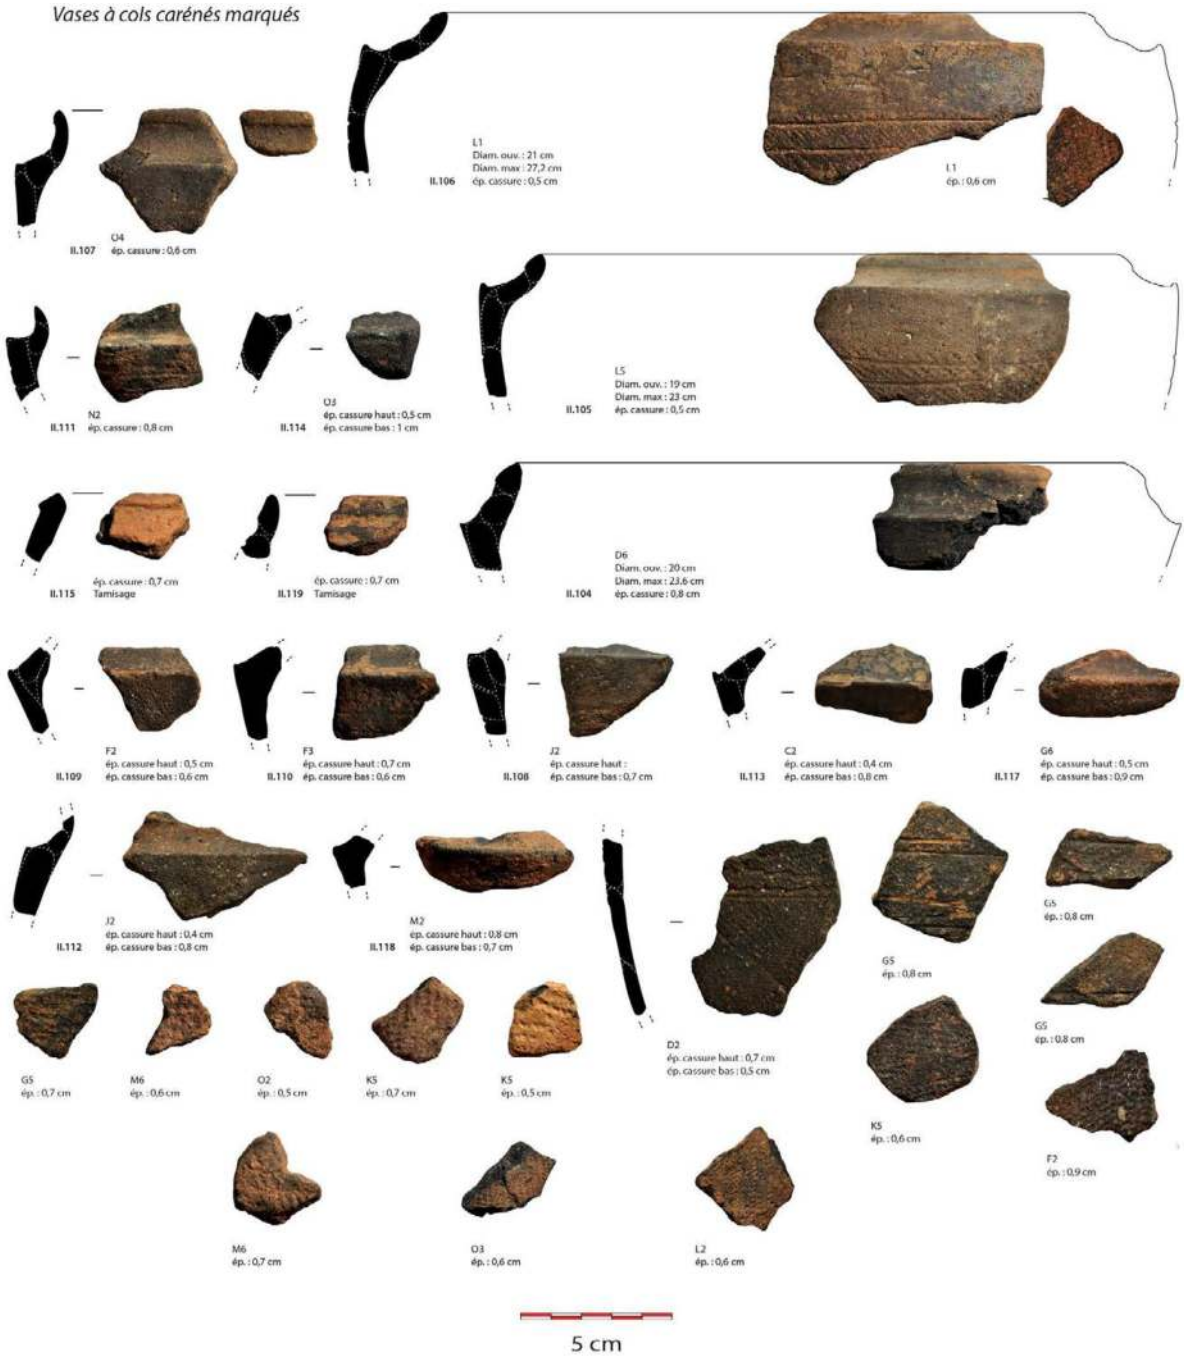 Vases à cols carénés marqués
L1
Diam. ouv. : 21 cm
Diam. max : 27,2 cm
II.106 ép. cassure : 0,5 cm
L1
ép. : 0,6 cm
O4
II.107 ép. cassure : 0,6 cm
N2
II.111 ép. cassure : 0,8 cm
O3
ép. cassure haut : 0,5 cm
II.114 ép. cassure bas : 1 cm
L5
Diam. ouv. : 19 cm
Diam. max : 23 cm
II.105 ép. cassure : 0,5 cm
ép. cassure : 0,7 cm
II.115 Tamisage
ép. cassure : 0,7 cm
II.119 Tamisage
D6
Diam. ouv. : 20 cm
Diam. max : 23,6 cm
II.104 ép. cassure : 0,8 cm
F2
ép. cassure haut : 0,5 cm
II.109 ép. cassure bas : 0,6 cm
F3
ép. cassure haut : 0,7 cm
II.110 ép. cassure bas : 0,6 cm
J2
ép. cassure haut :
II.108 ép. cassure bas : 0,7 cm
C2
ép. cassure haut : 0,4 cm
II.113 ép. cassure bas : 0,8 cm
G6
ép. cassure haut : 0,5 cm
II.117 ép. cassure bas : 0,9 cm
J2
ép. cassure haut : 0,4 cm
II.112 ép. cassure bas : 0,8 cm
M2
ép. cassure haut : 0,8 cm
II.118 ép. cassure bas : 0,7 cm
D2
ép. cassure haut : 0,7 cm
ép. cassure bas : 0,5 cm
G5
ép. : 0,8 cm
G5
ép. : 0,8 cm
G5
ép. : 0,8 cm
G5
ép. : 0,7 cm
M6
ép. : 0,6 cm
O2
ép. : 0,5 cm
K5
ép. : 0,7 cm
K5
ép. : 0,5 cm
K5
ép. : 0,6 cm
F2
ép. : 0,9 cm
M6
ép. : 0,7 cm
O3
ép. : 0,6 cm
L2
ép. : 0,6 cm
5 cm